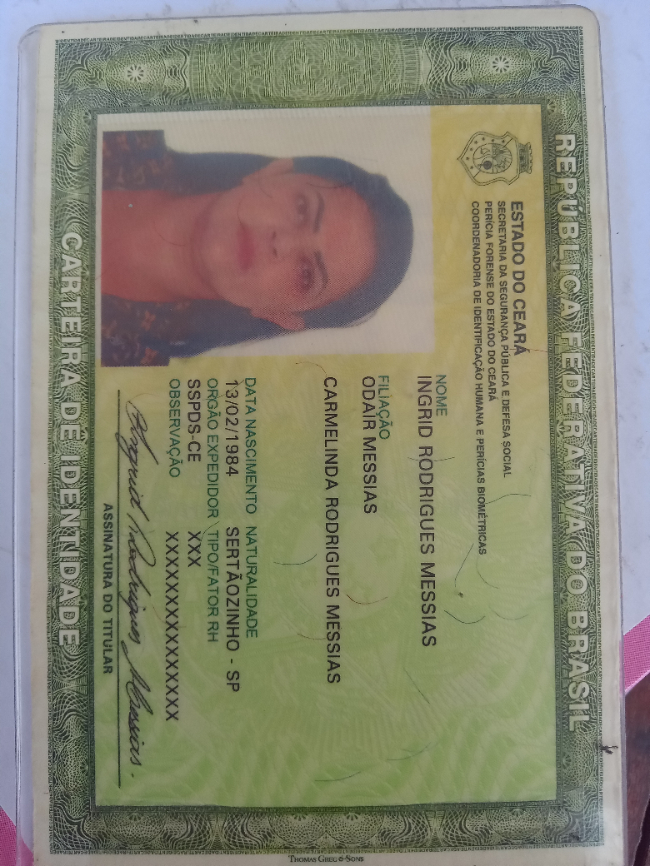 REPÚBLICA FEDERATIVA DO BRASIL
ESTADO DO CEARÁ
SECRETARIA DA SEGURANÇA PÚBLICA E DEFESA SOCIAL
PERÍCIA FORENSE DO ESTADO DO CEARÁ
COORDENADORIA DE IDENTIFICAÇÃO HUMANA E PERÍCIAS BIOMÉTRICAS
NOME
INGRID RODRIGUES MESSIAS
FILIAÇÃO
ODAIR MESSIAS
CARMELINDA RODRIGUES MESSIAS
DATA NASCIMENTO NATURALIDADE
13/02/1984 SERTÃOZINHO - SP
ORGÃO EXPEDIDOR TIPO/FATOR RH
SSPDS-CE XXX
OBSERVAÇÃO XXXXXXXXXXXXXXXXX
Ingrid Rodrigues Messias.
ASSINATURA DO TITULAR
CARTEIRA DE IDENTIDADE
THOMAS GREG & SONS